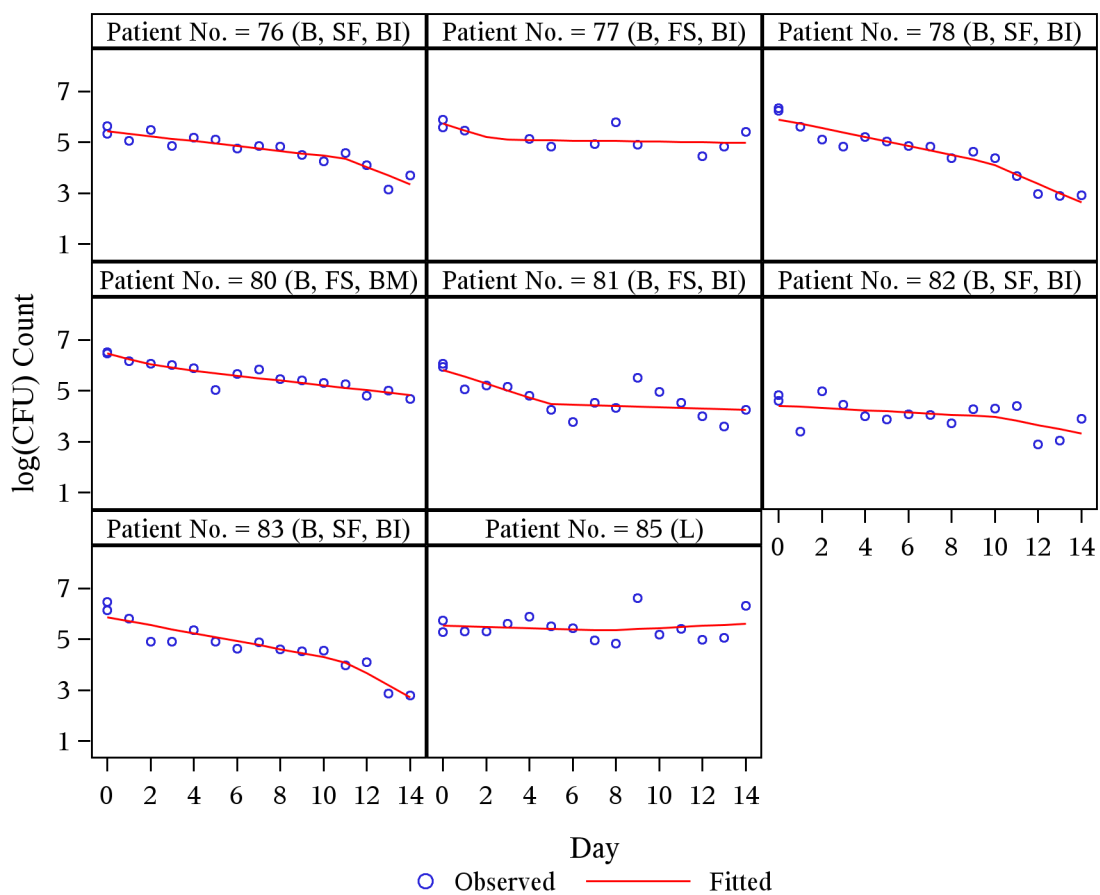 Patient No. = 76 (B, SF, BI)
Patient No. = 77 (B, FS, BI)
Patient No. = 78 (B, SF, BI)
7
5
3
1
Patient No. = 80 (B, FS, BM)
Patient No. = 81 (B, FS, BI)
Patient No. = 82 (B, SF, BI)
log(CFU) Count
7
5
3
1
0 2 4 6 8 10 12 14
Patient No. = 83 (B, SF, BI)
Patient No. = 85 (L)
7
5
3
1
0 2 4 6 8 10 12 14
0 2 4 6 8 10 12 14
Day
Observed
Fitted